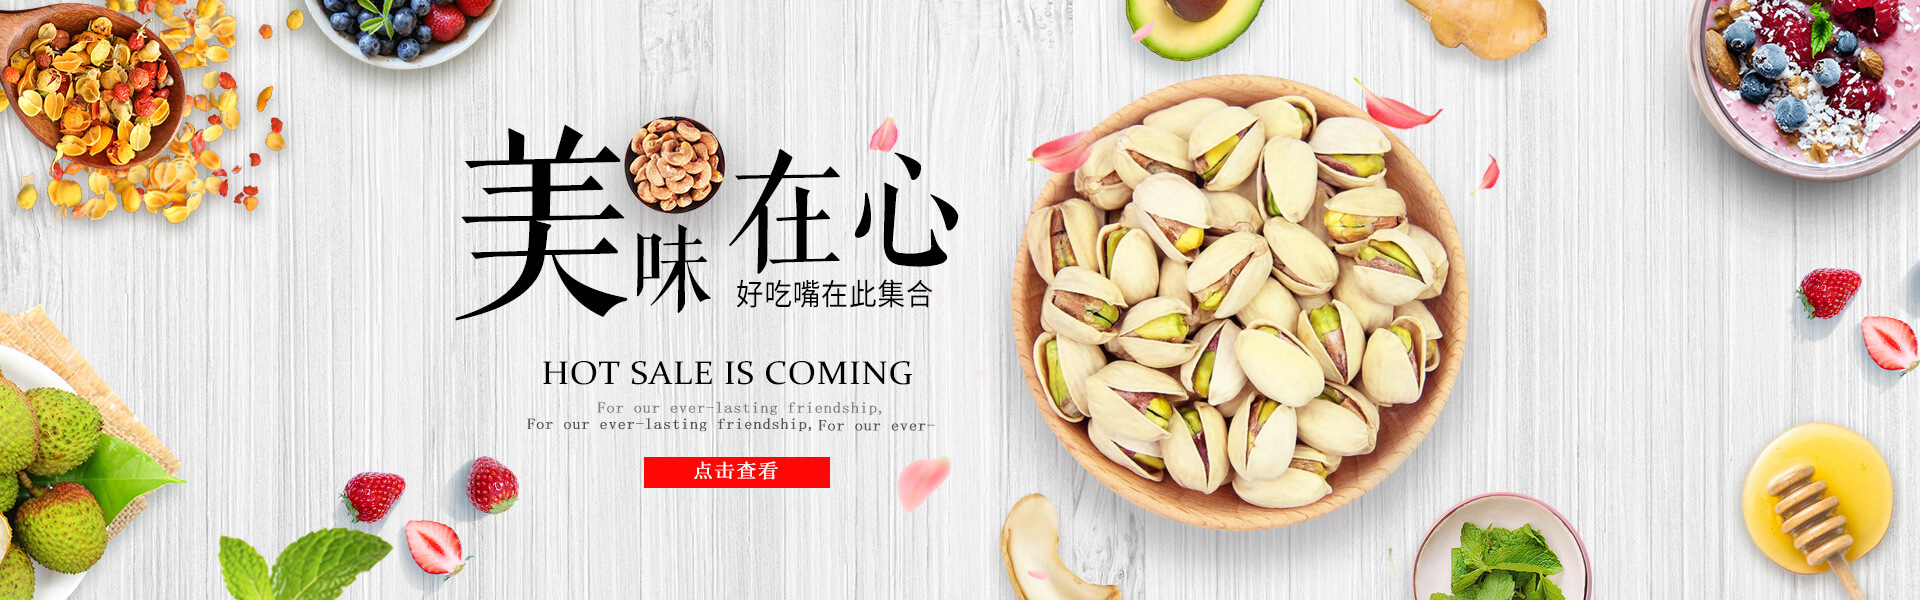 美味在心
好吃嘴在此集合
HOT SALE IS COMING
For our ever-lasting friendship,
For our ever-lasting friendship,For our ever-
点击查看